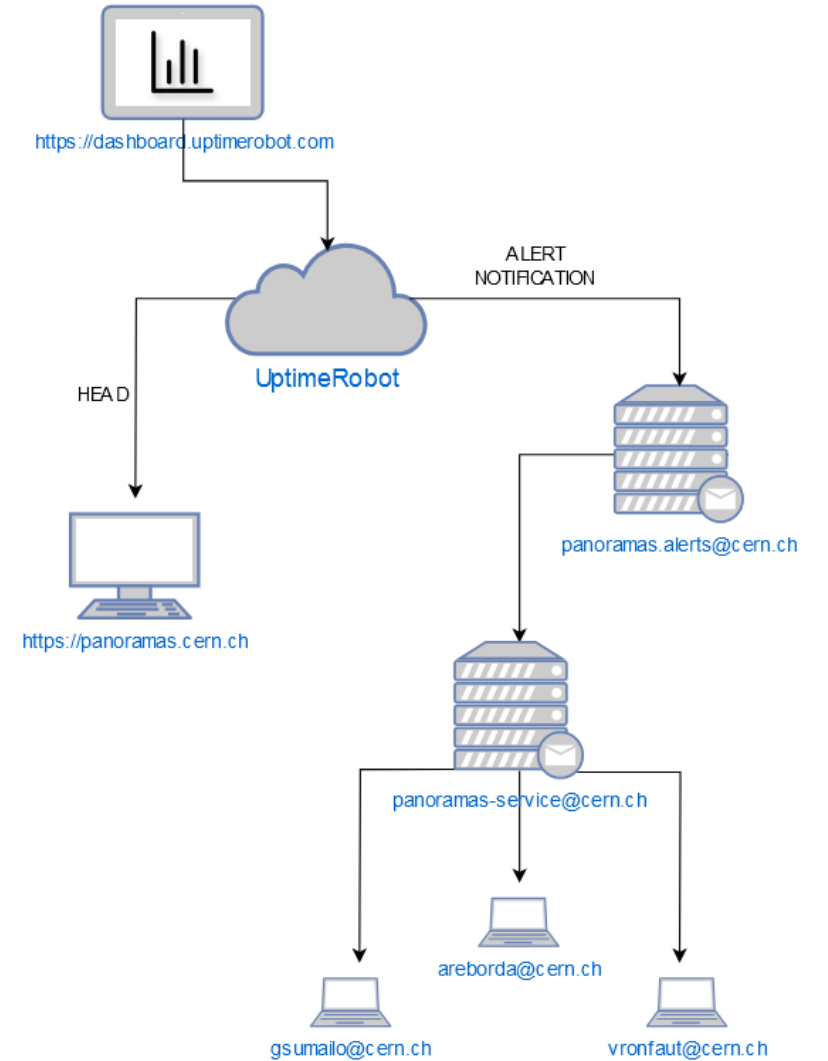 https://dashboard.uptimerobot.com
ALERT
NOTIFICATION
UptimeRobot
HEAD
panoramas.alerts@cern.ch
https://panoramas.cern.ch
panoramas-service@cern.ch
areborda@cern.ch
gsumailo@cern.ch
vronfaut@cern.ch